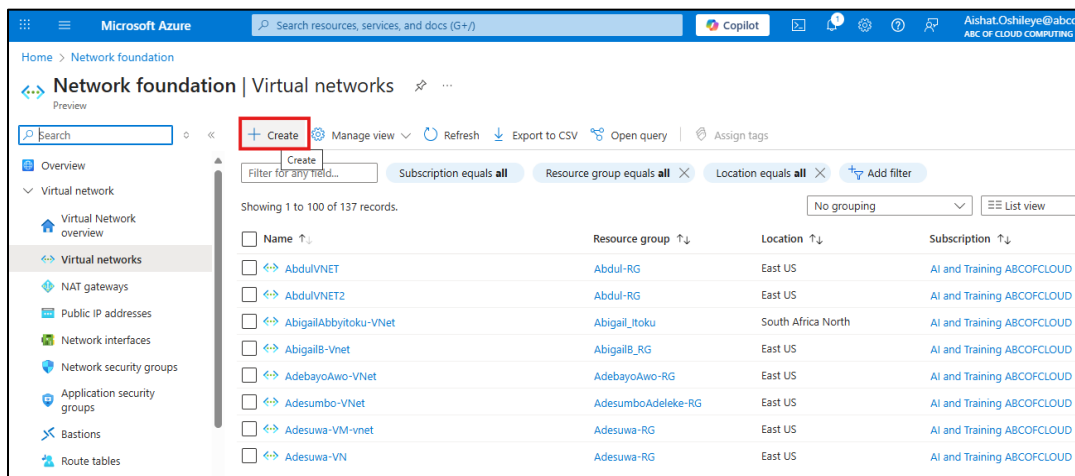 Microsoft Azure
Search resources, services, and docs (G+/)
Copilot
1
Aishat.Oshileye@abcc
ABC OF CLOUD COMPUTING
Home > Network foundation
Network foundation | Virtual networks
Preview
Search
Create
Manage view
Refresh
Export to CSV
Open query
Assign tags
Create
Filter for any field...
Subscription equals all
Resource group equals all
Location equals all
Add filter
Showing 1 to 100 of 137 records.
No grouping
List view
Name
Resource group
Location
Subscription
AbdulVNET Abdul-RG East US AI and Training ABCOFCLOUD
AbdulVNET2 Abdul-RG East US AI and Training ABCOFCLOUD
AbigailAbbyitoku-VNet Abigail_Itoku South Africa North AI and Training ABCOFCLOUD
AbigailB-Vnet AbigailB_RG East US AI and Training ABCOFCLOUD
AdebayoAwo-VNet AdebayoAwo-RG East US AI and Training ABCOFCLOUD
Adesumbo-VNet AdesumboAdeleke-RG East US AI and Training ABCOFCLOUD
Adesuwa-VM-vnet Adesuwa-RG East US AI and Training ABCOFCLOUD
Adesuwa-VN Adesuwa-RG East US AI and Training ABCOFCLOUD
Overview
Virtual network
Virtual Network
overview
Virtual networks
NAT gateways
Public IP addresses
Network interfaces
Network security groups
Application security
groups
Bastions
Route tables